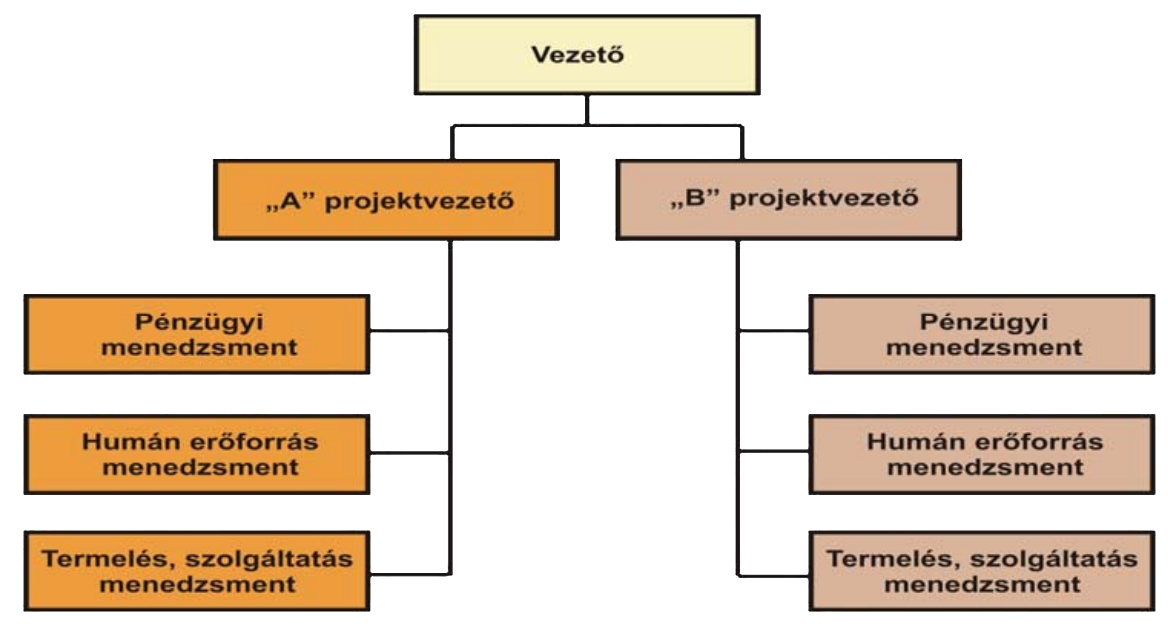 Vezető
„A” projektvezető
„B” projektvezető
Pénzügyi
menedzsment
Humán erőforrás
menedzsment
Termelés, szolgáltatás
menedzsment
Pénzügyi
menedzsment
Humán erőforrás
menedzsment
Termelés, szolgáltatás
menedzsment